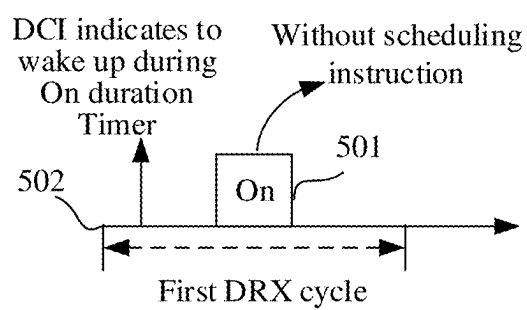 DCI indicates to
wake up during
On duration
Timer
Without scheduling
instruction
501
502
On
First DRX cycle